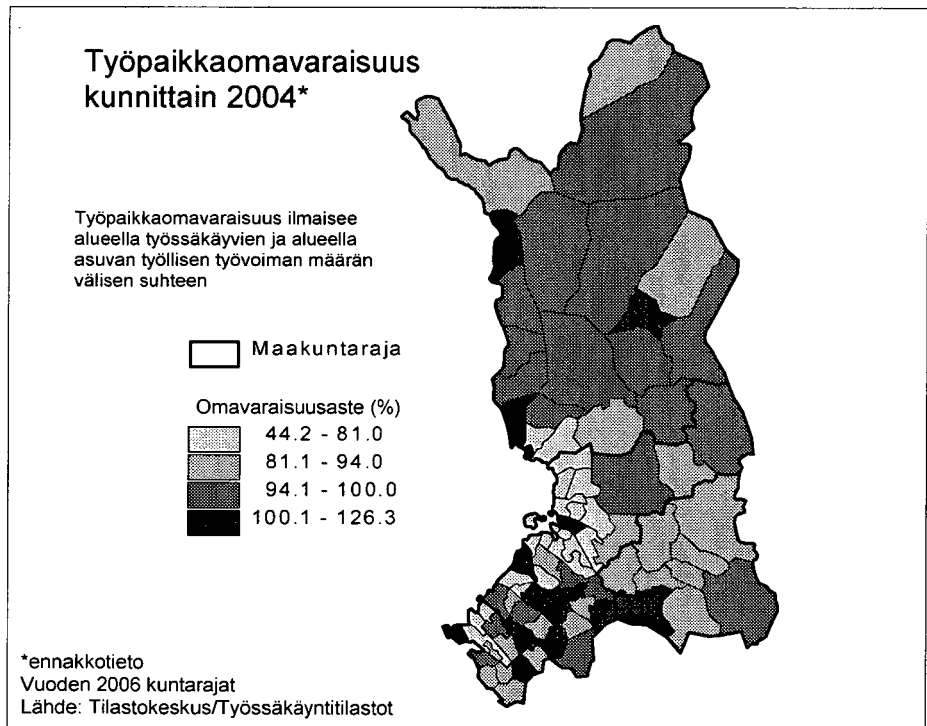 Työpaikkaomavaraisuus
kunnittain 2004*
Työpaikkaomavaraisuus ilmaisee
alueella työssäkäyvien ja alueella
asuvan työllisen työvoiman määrän
välisen suhteen
Maakuntaraja
Omavaraisuusaste (%)
44.2 - 81.0
81.1 - 94.0
94.1 - 100.0
100.1 - 126.3
*ennakkotieto
Vuoden 2006 kuntarajat
Lähde: Tilastokeskus/Työssäkäyntitilastot